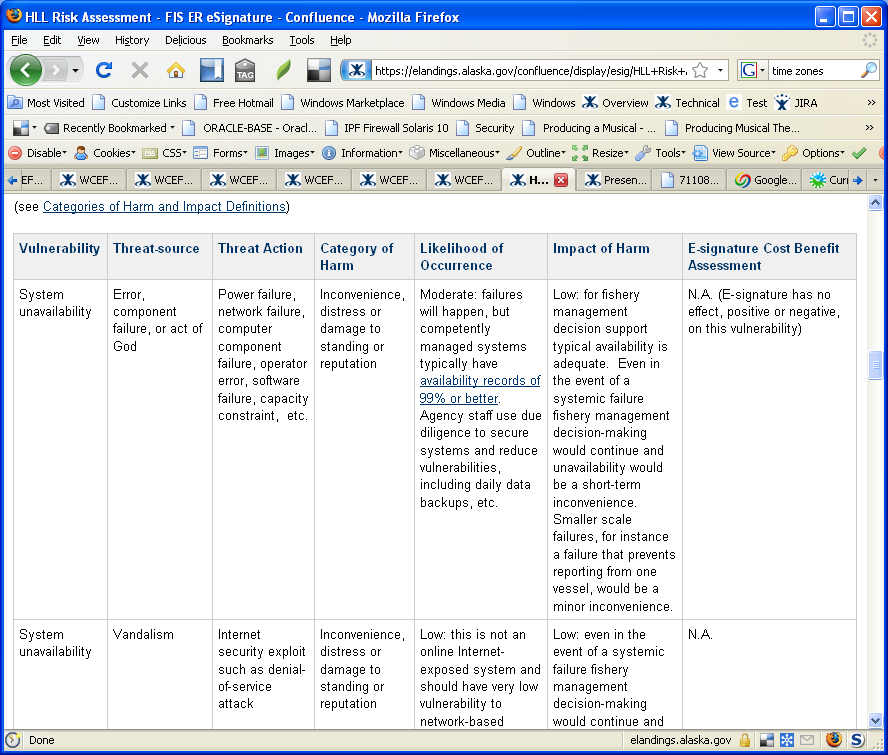 HLL Risk Assessment - FIS ER eSignature - Confluence - Mozilla Firefox
File Edit View History Delicious Bookmarks Tools Help
TAG https://elandings.alaska.gov/confluence/display/esig/HLL+Risk+ G time zones
Most Visited Customize Links Free Hotmail Windows Marketplace Windows Media Windows Overview Technical Test JIRA »
Recently Bookmarked ORACLE-BASE - Oracl... IPF Firewall Solaris 10 Security Producing a Musical - ... Producing Musical The... »
Disable Cookies CSS Forms Images Information Miscellaneous Outline Resize Tools View Source Options
EF... WCEF... WCEF... WCEF... WCEF... WCEF... WCEF... H... Presen... 71108... Google... Curr
(see Categories of Harm and Impact Definitions)
Vulnerability
Threat-source
Threat Action
Category of
Harm
Likelihood of
Occurrence
Impact of Harm
E-signature Cost Benefit
Assessment
System
unavailability
Error,
component
failure, or act of
God
Power failure,
network failure,
computer
component
failure, operator
error, software
failure, capacity
constraint, etc.
Inconvenience,
distress or
damage to
standing or
reputation
Moderate: failures
will happen, but
competently
managed systems
typically have
availability records of
99% or better.
Agency staff use due
diligence to secure
systems and reduce
vulnerabilities,
including daily data
backups, etc.
Low: for fishery
management
decision support
typical availability is
adequate. Even in
the event of a
systemic failure
fishery management
decision-making
would continue and
unavailability would
be a short-term
inconvenience.
Smaller scale
failures, for instance
a failure that prevents
reporting from one
vessel, would be a
minor inconvenience.
N.A. (E-signature has no
effect, positive or negative,
on this vulnerability)
System
unavailability
Vandalism
Internet
security exploit
such as denial-
of-service
attack
Inconvenience,
distress or
damage to
standing or
reputation
Low: this is not an
online Internet-
exposed system and
should have very low
vulnerability to
network-based
Low: even in the
event of a systemic
failure fishery
management
decision-making
would continue and
N.A.
Done elandings.alaska.gov S